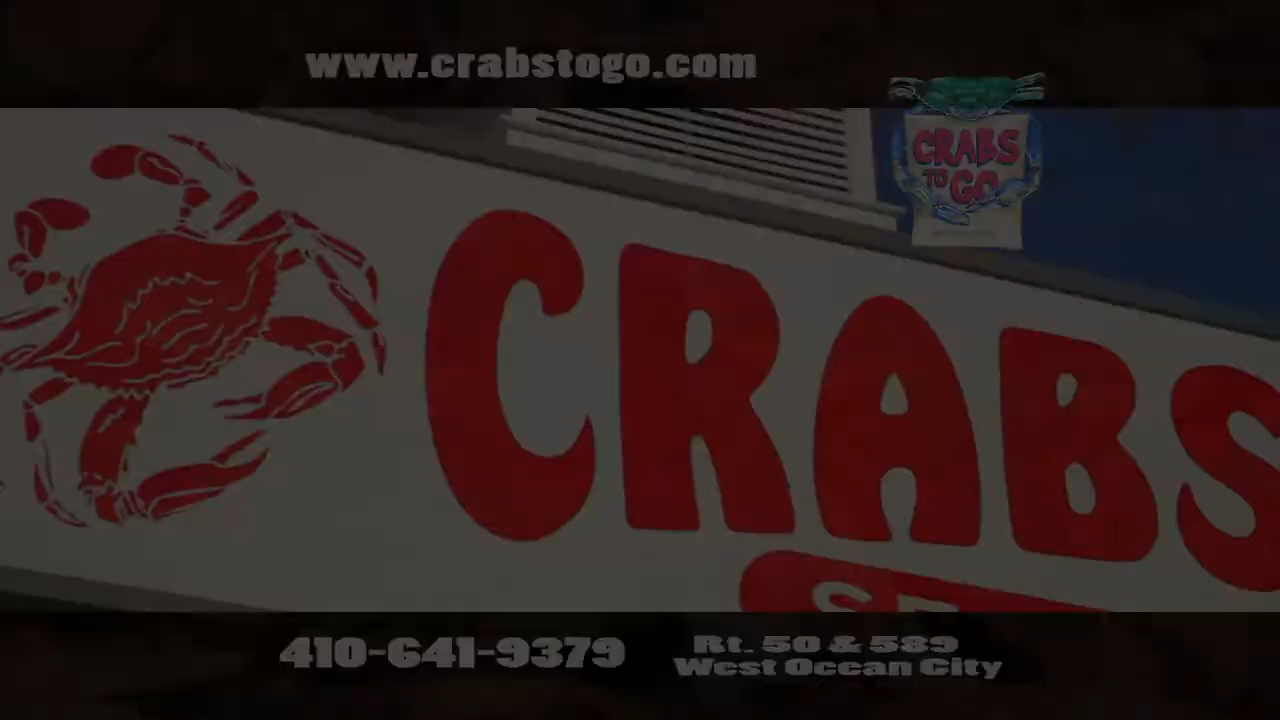 www.crabstogo.com
CRABS
TO GO
CRABS
410-641-9379
Rt. 50 & 589
West Ocean City